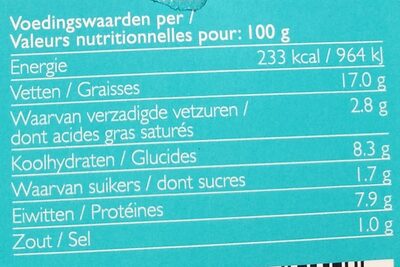 Voedingswaarden per /
Valeurs nutritionnelles pour: 100 g
Energie 233 kcal / 964 kJ
Vetten / Graisses 17.0 g
Waarvan verzadigde vetzuren / 2.8 g
dont acides gras saturés
Koolhydraten / Glucides 8.3 g
Waarvan suikers / dont sucres 1.7 g
Eiwitten / Protéines 7.9 g
Zout / Sel 1.0 g